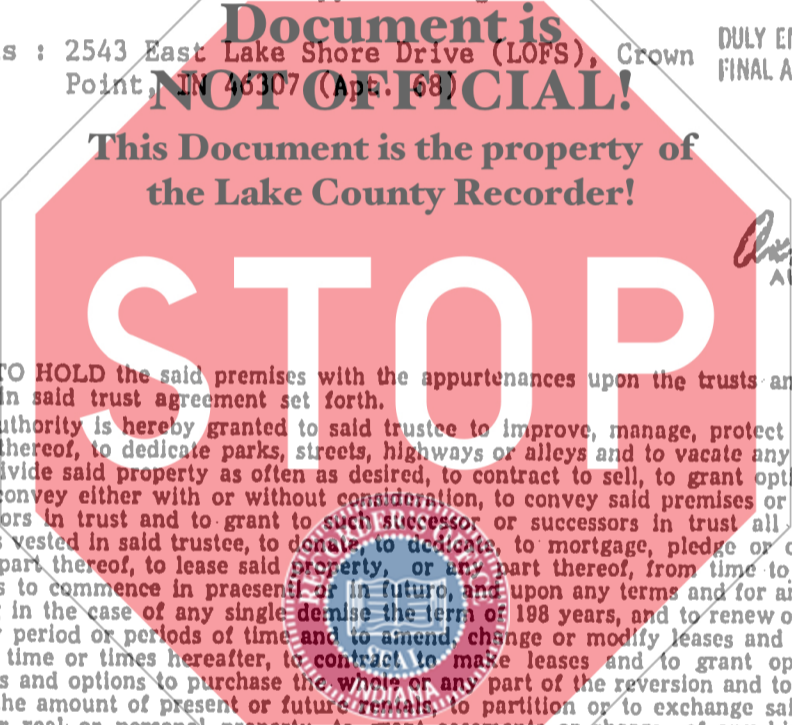 Document is
s : 2543 East Lake Shore Drive (LOFS), Crown
DULY E
Point, IN 46307 (Apt. 68)
FINAL A
NOT OFFICIAL!
This Document is the property of
the Lake County Recorder!
STOP
TO HOLD the said premises with the appurtenances upon the trusts an
in said trust agreement set forth.
uthority is hereby granted to said trustee to improve, manage, protect
thereof, to dedicate parks, streets, highways or alleys and to vacate any
ivide said property as often as desired, to contract to sell, to grant opti
convey either with or without consideration, to convey said premises or
ors in trust and to grant to such successor or successors in trust all
s vested in said trustee, to donate, to dedicate, to mortgage, pledge or
part thereof, to lease said property, or any part thereof, from time to
s to commence in praesenti or in futuro, and upon any terms and for a
in the case of any single demise the term of 198 years, and to renew o
period or periods of time and to amend, change or modify leases and
time or times hereafter, to contract to make leases and to grant op
s and options to purchase the whole or any part of the reversion and to
he amount of present or future rentals, to partition or to exchange sa
SEAL
INDIANA